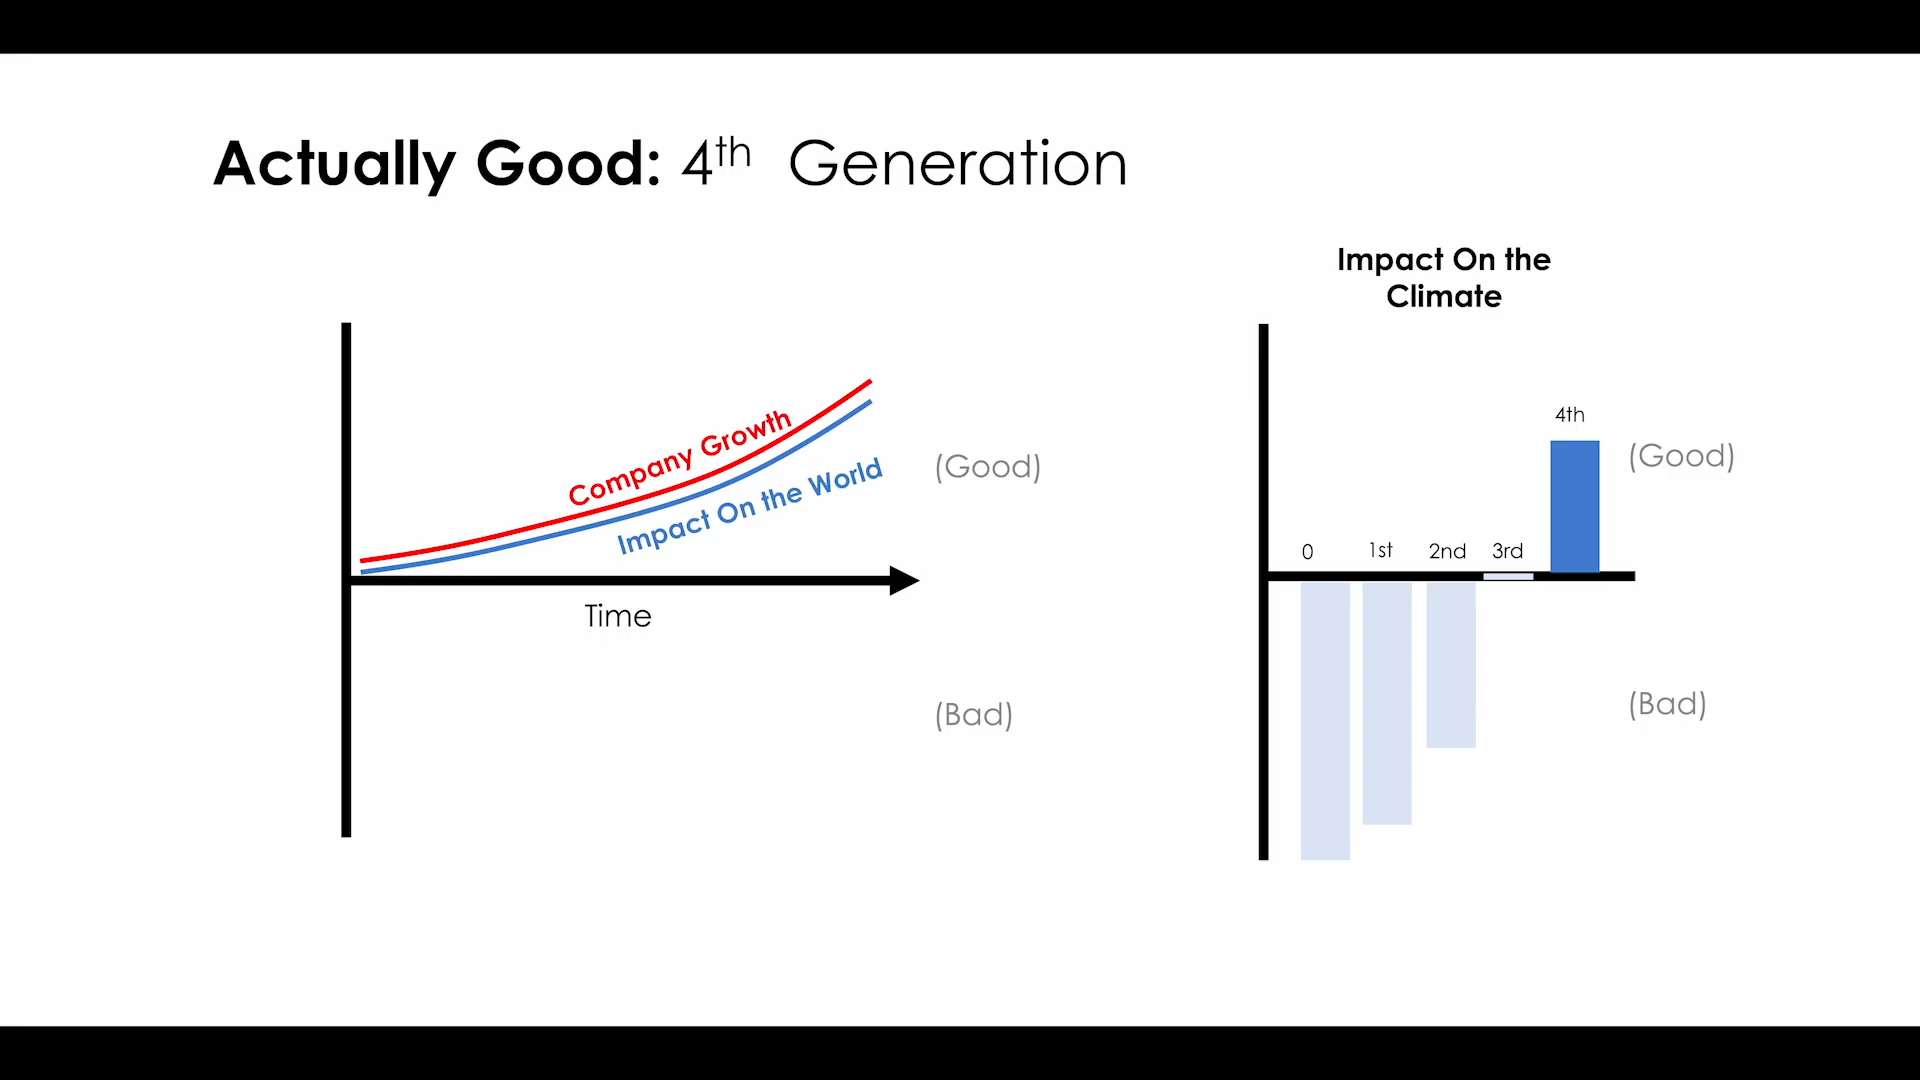 Actually Good: 4th Generation
Company Growth
Impact On the World
(Good)
Time
(Bad)
Impact On the
Climate
0
1st
2nd
3rd
4th
(Good)
(Bad)